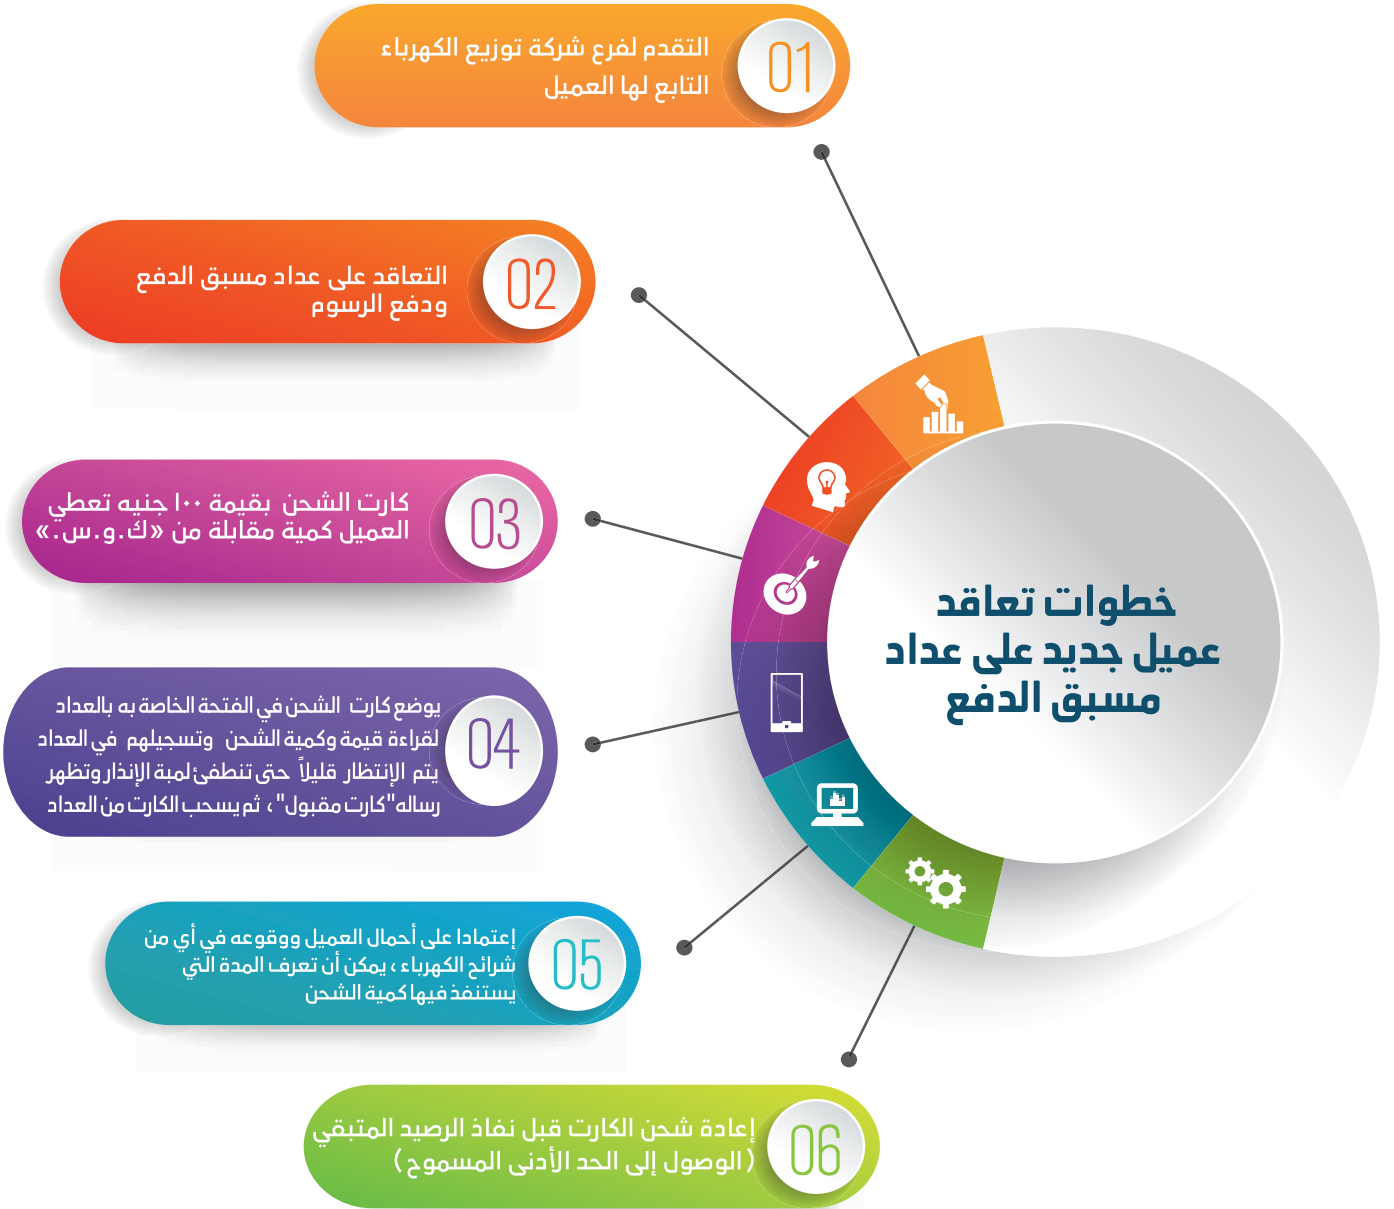 01
التقدم لفرع شركة توزيع الكهرباء
التابع لها العميل
02
التعاقد على عداد مسبق الدفع
ودفع الرسوم
03
كارت الشحن بقيمة ١٠٠ جنيه تعطي
العميل كمية مقابلة من «ك.و.س.»
04
يوضع كارت الشحن في الفتحة الخاصة به بالعداد
لقراءة قيمة وكمية الشحن وتسجيلهم في العداد
يتم الإنتظار قليلاً حتى تنطفئ لمبة الإنذار وتظهر
رساله"كارت مقبول"، ثم يسحب الكارت من العداد
05
إعتمادا على أحمال العميل ووقوعه في أي من
شرائح الكهرباء، يمكن أن تعرف المدة التي
يستنفذ فيها كمية الشحن
06
إعادة شحن الكارت قبل نفاذ الرصيد المتبقي
(الوصول إلى الحد الأدنى المسموح)
خطوات تعاقد
عميل جديد على عداد
مسبق الدفع